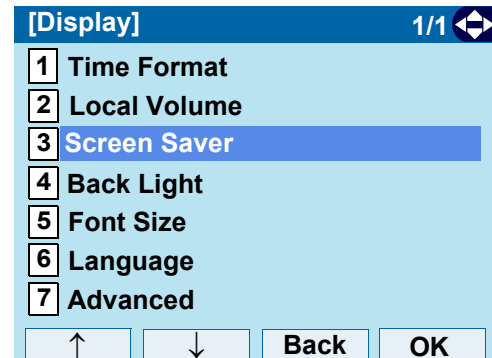 [Display] 1/1
1 Time Format
2 Local Volume
3 Screen Saver
4 Back Light
5 Font Size
6 Language
7 Advanced
↑ ↓ Back OK